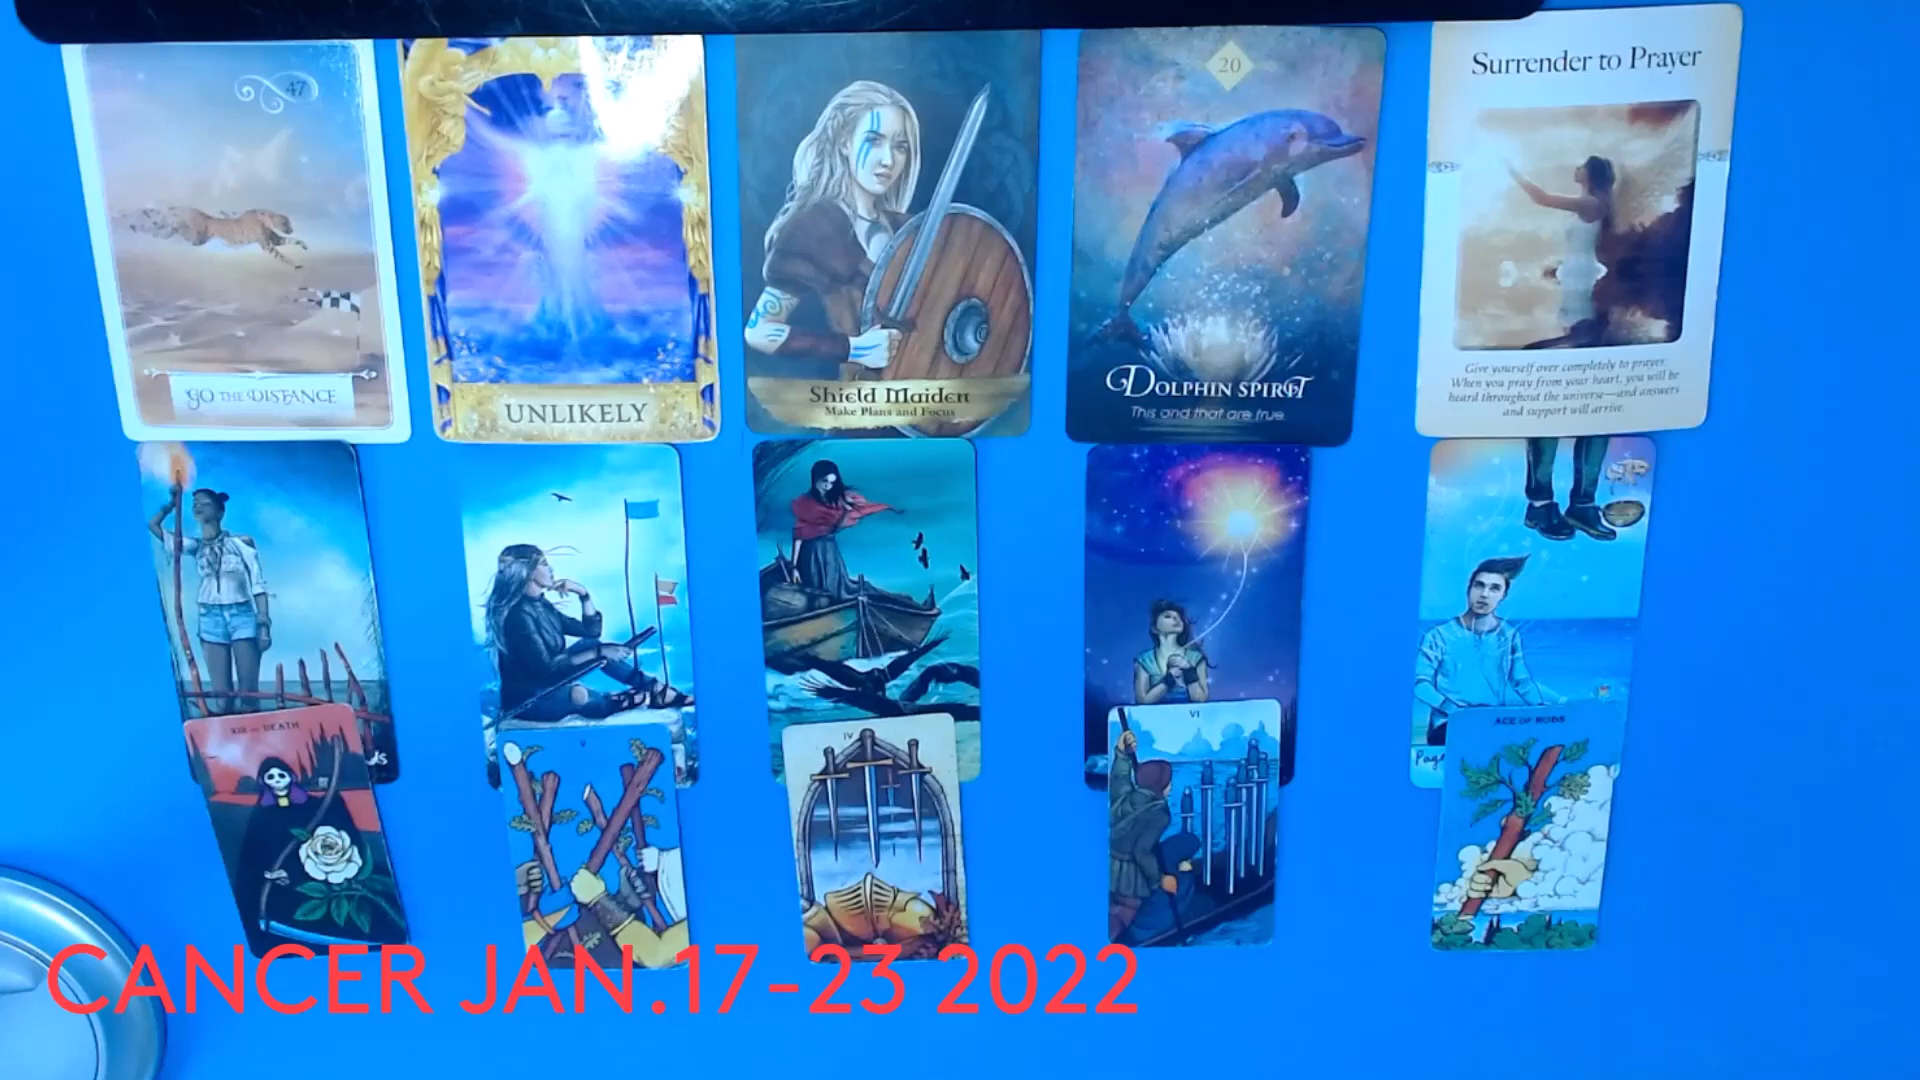 47
GO THE DISTANCE
UNLIKELY
Shield Maiden
Make Plans and Focus
20
DOLPHIN SPIRIT
This and that are true.
Surrender to Prayer
Give yourself over completely to prayer.
When you pray from your heart, you will be
heard throughout the universe—and answers
and support will arrive.
Page
XIII — DEATH
ds
V
IV
VI
ACE OF RODS
CANCER JAN.17-23 2022